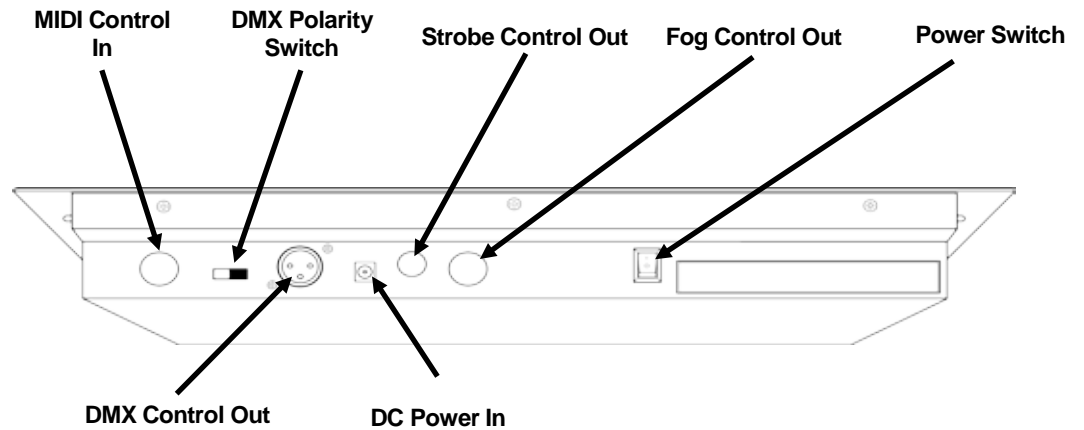 MIDI Control
In
DMX Polarity
Switch
Strobe Control Out
Fog Control Out
Power Switch
DMX Control Out
DC Power In